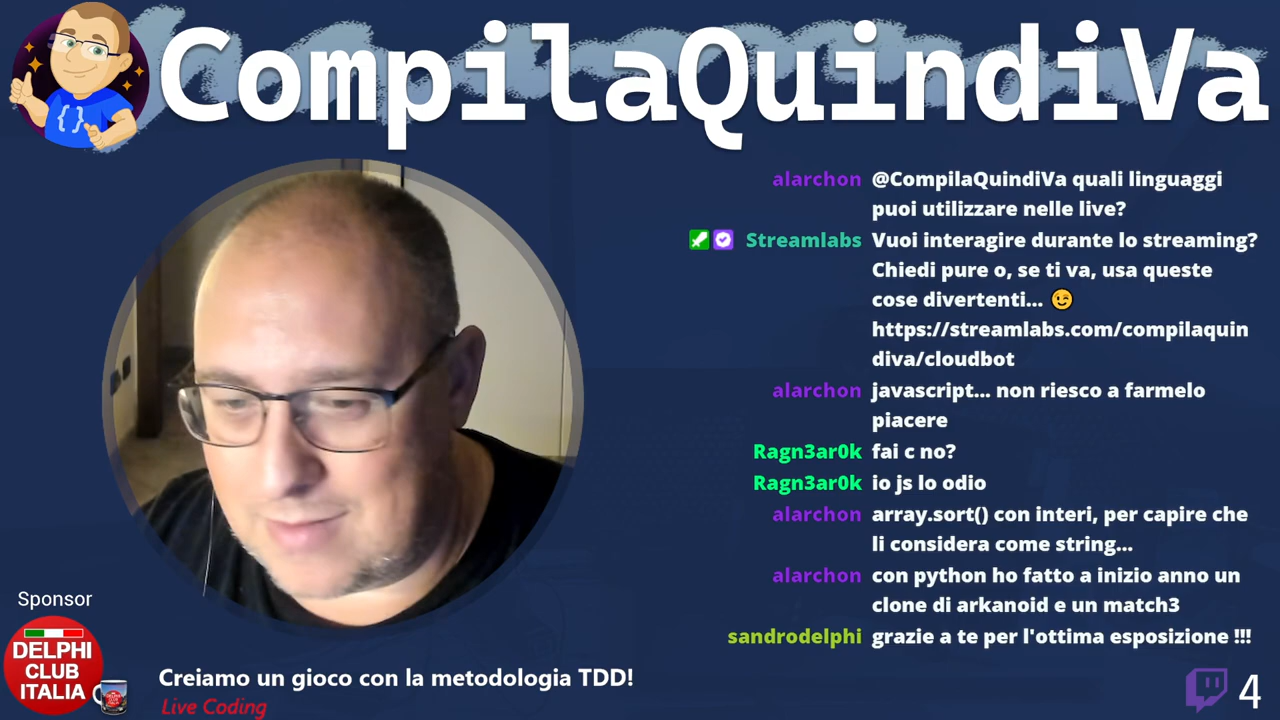 CompilaQuindiVa
{ }
alarchon @CompilaQuindiVa quali linguaggi
puoi utilizzare nelle live?
Streamlabs Vuoi interagire durante lo streaming?
Chiedi pure o, se ti va, usa queste
cose divertenti... 😉
https://streamlabs.com/compilaquin
diva/cloudbot
alarchon javascript... non riesco a farmelo
piacere
Ragn3ar0k fai c no?
Ragn3ar0k io js lo odio
alarchon array.sort() con interi, per capire che
li considera come string...
alarchon con python ho fatto a inizio anno un
clone di arkanoid e un match3
sandrodelphi grazie a te per l'ottima esposizione !!!
Sponsor
DELPHI
CLUB
ITALIA
Creiamo un gioco con la metodologia TDD!
Live Coding
4